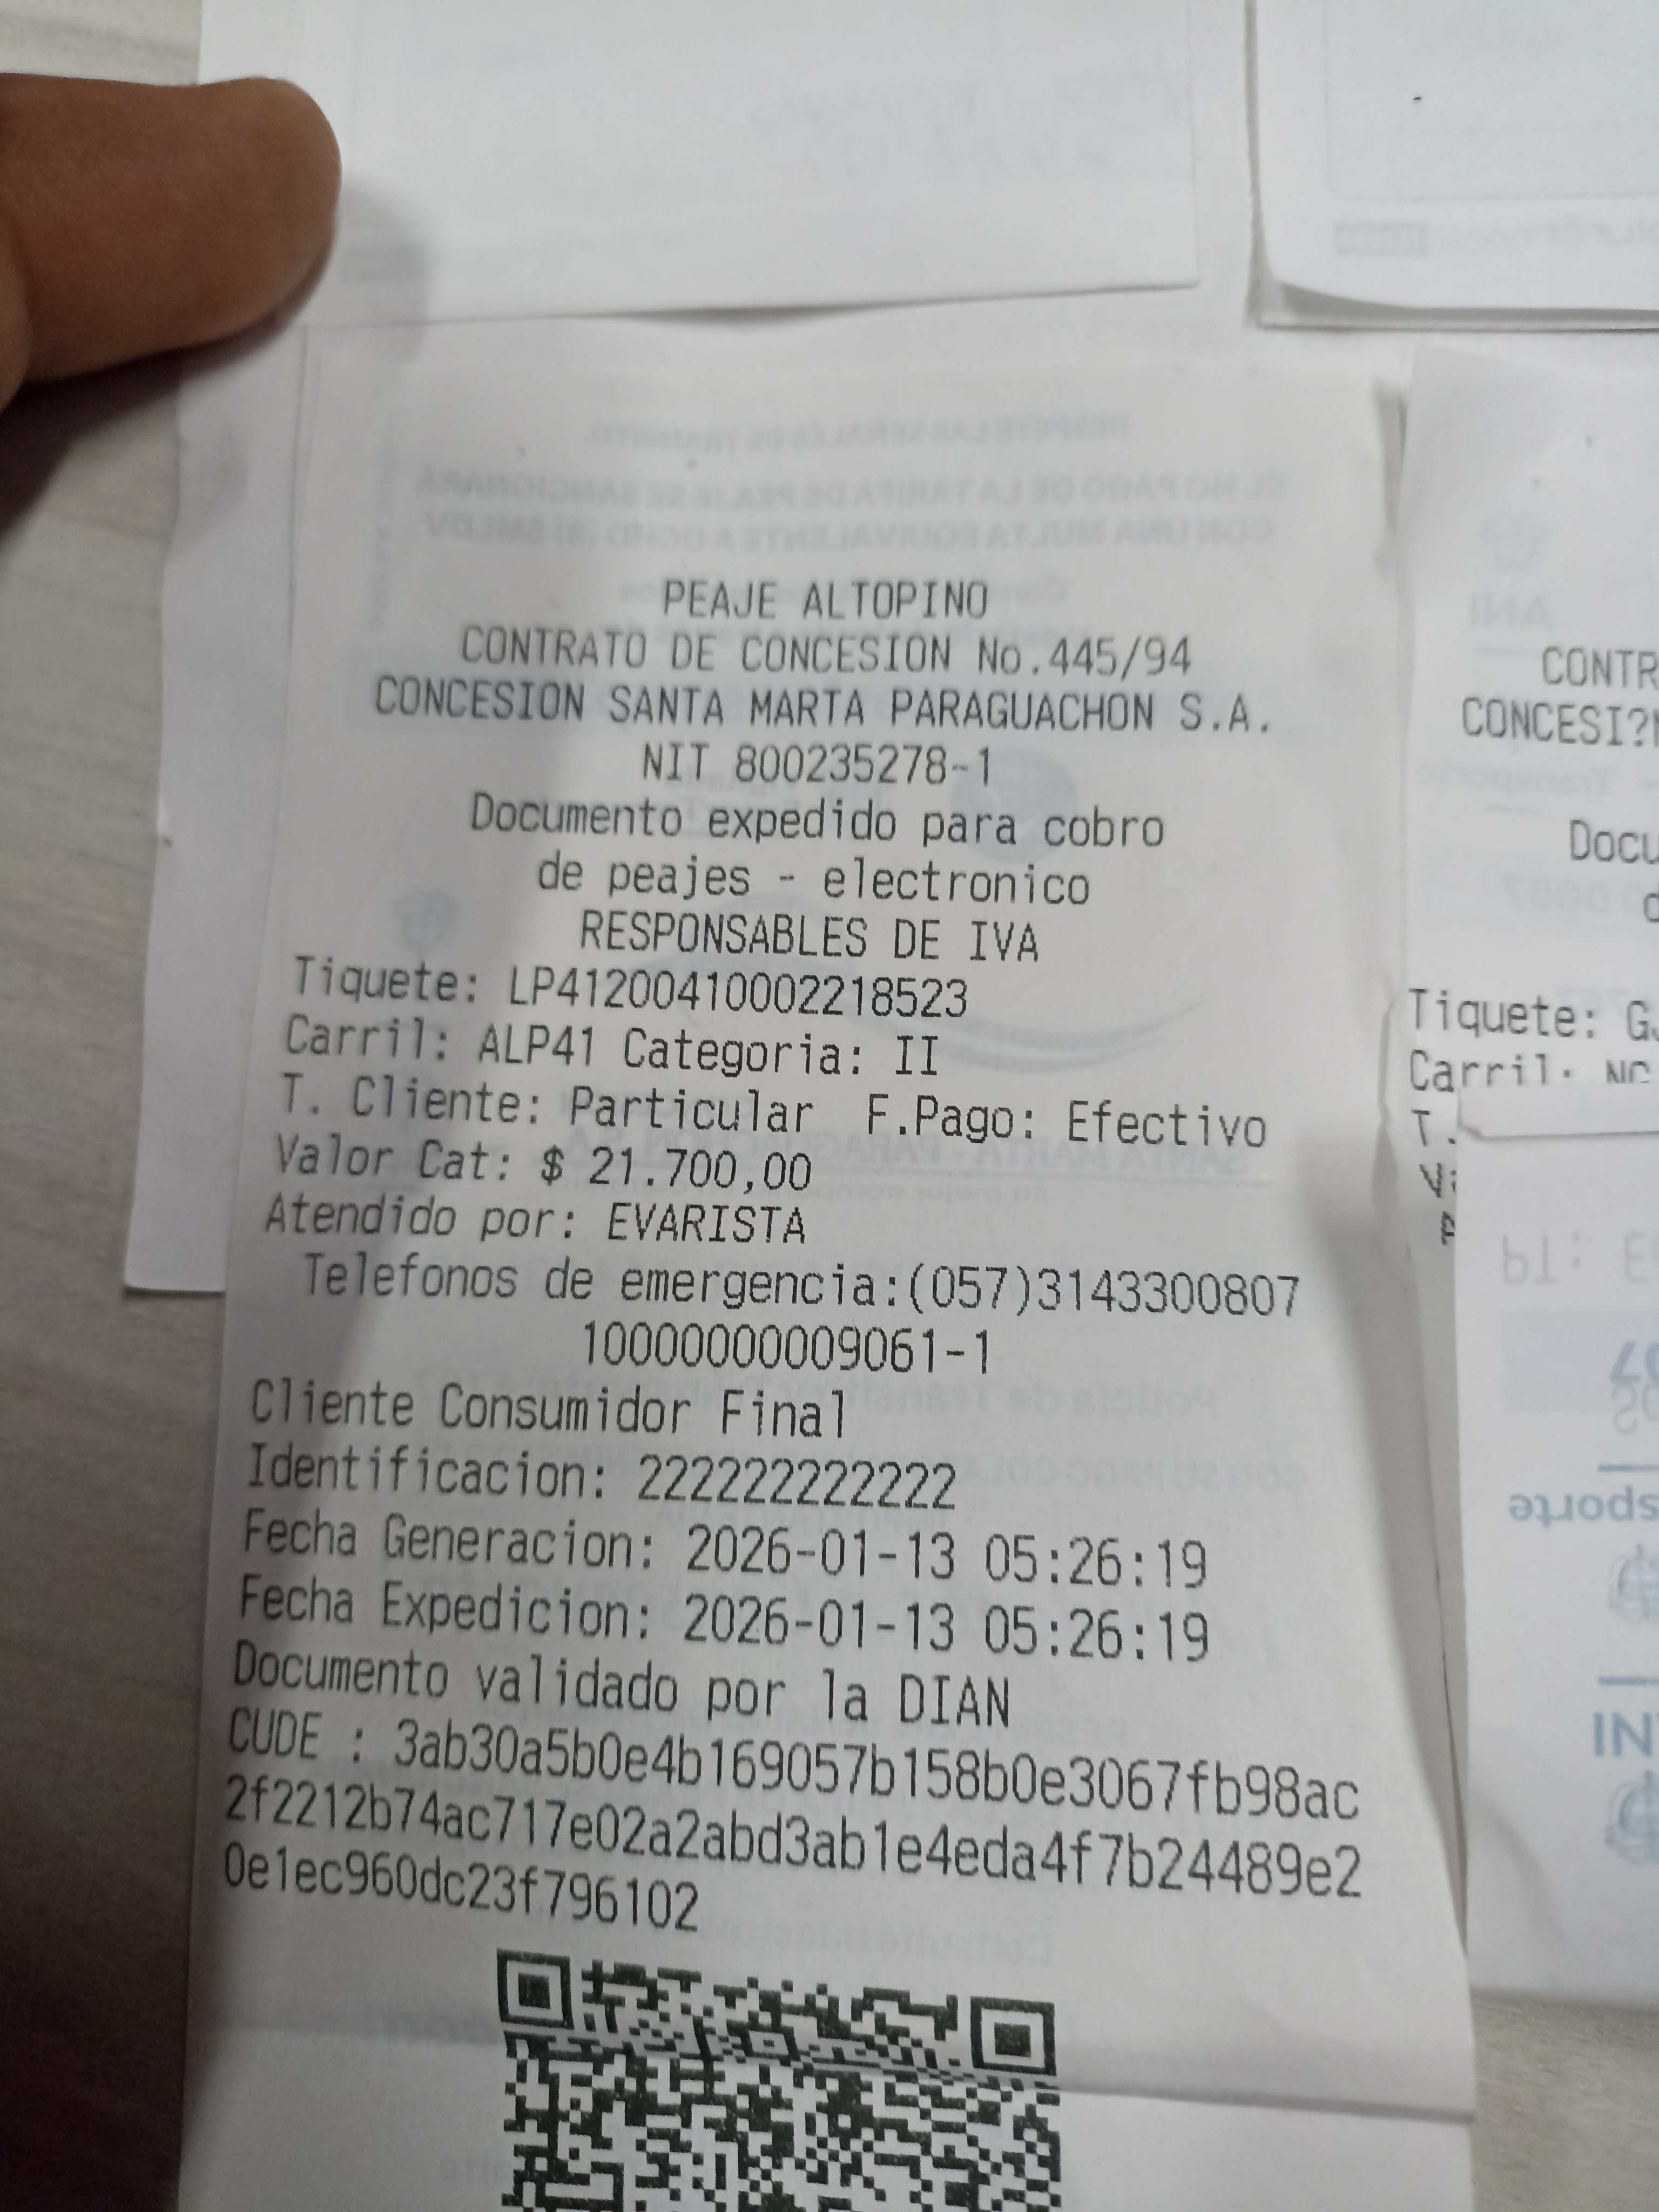 PEAJE ALTOPINO
CONTRATO DE CONCESION No.445/94
CONCESION SANTA MARTA PARAGUACHON S.A.
NIT 800235278-1
Documento expedido para cobro
de peajes - electronico
RESPONSABLES DE IVA
Tiquete: LP41200410002218523
Carril: ALP41 Categoria: II
T. Cliente: Particular F.Pago: Efectivo
Valor Cat: $ 21.700,00
Atendido por: EVARISTA
Telefonos de emergencia:(057)3143300807
10000000009061-1
Cliente Consumidor Final
Identificacion: 222222222222
Fecha Generacion: 2026-01-13 05:26:19
Fecha Expedicion: 2026-01-13 05:26:19
Documento validado por la DIAN
CUDE : 3ab30a5b0e4b169057b158b0e3067fb98ac
2f2212b74ac717e02a2abd3ab1e4eda4f7b24489e2
0e1ec960dc23f796102
CONTR
CONCESI?
Docu
Tiquete: G
Carril:
T.